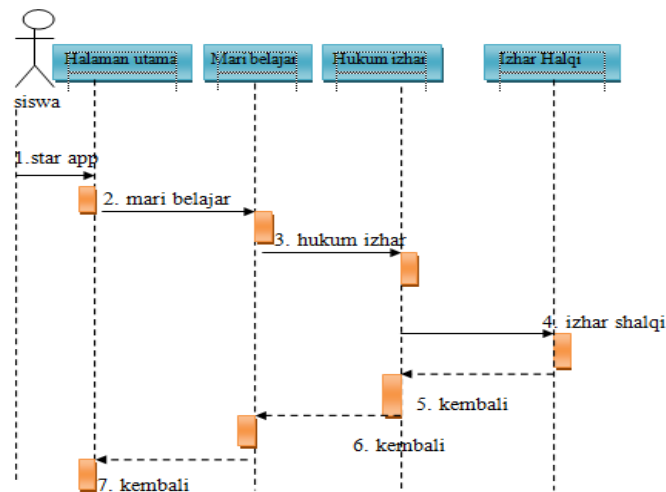 Halaman utama
Mari belajar
Hukum izhar
Izhar Halqi
siswa
1.star app
2. mari belajar
3. hukum izhar
4. izhar shalqi
5. kembali
6. kembali
7. kembali